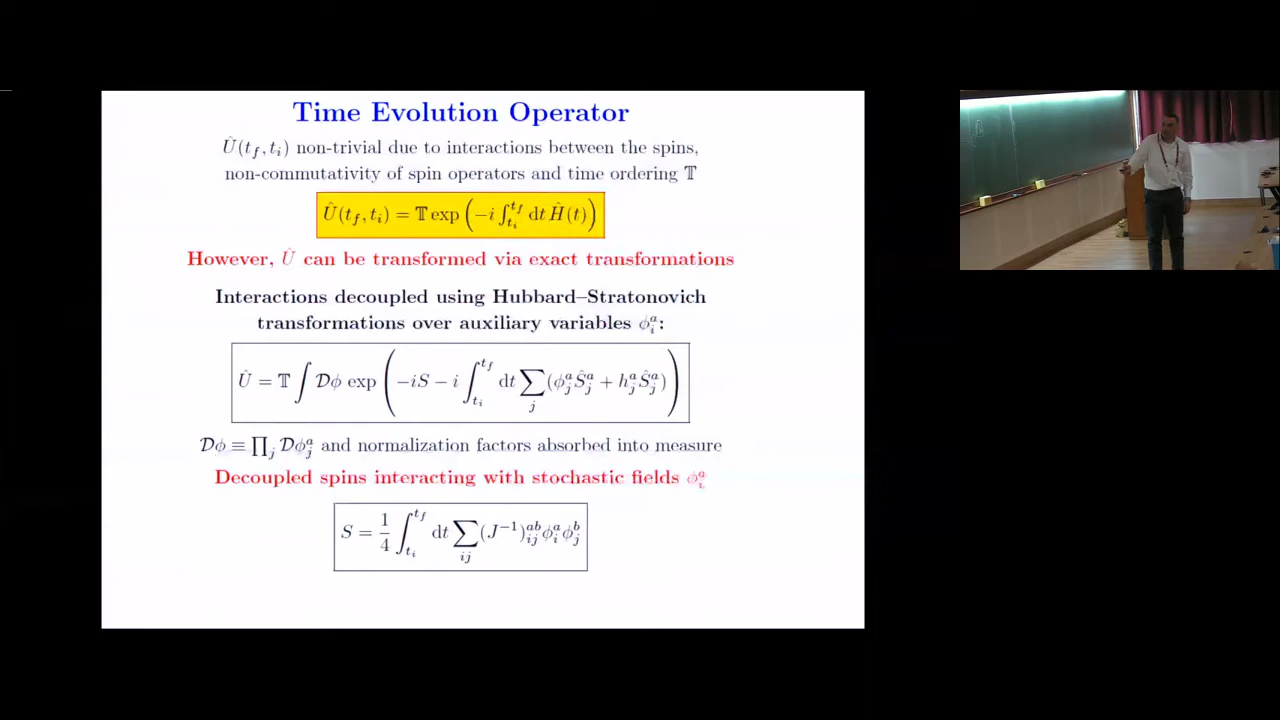 Time Evolution Operator
Û(t_f, t_i) non-trivial due to interactions between the spins,
non-commutativity of spin operators and time ordering 𝕋
Û(t_f, t_i) = 𝕋 exp (−i ∫_{t_i}^{t_f} dt Ĥ(t))
However, Û can be transformed via exact transformations
Interactions decoupled using Hubbard–Stratonovich
transformations over auxiliary variables ϕ_i^a:
Û = 𝕋 ∫ 𝒟ϕ exp (−iS − i ∫_{t_i}^{t_f} dt ∑_j (ϕ_j^a Ŝ_j^a + h_j^a Ŝ_j^a))
𝒟ϕ ≡ ∏_j 𝒟ϕ_j^a and normalization factors absorbed into measure
Decoupled spins interacting with stochastic fields ϕ_i^a
S = 1/4 ∫_{t_i}^{t_f} dt ∑_{ij} (J^{−1})_{ij}^{ab} ϕ_i^a ϕ_j^b